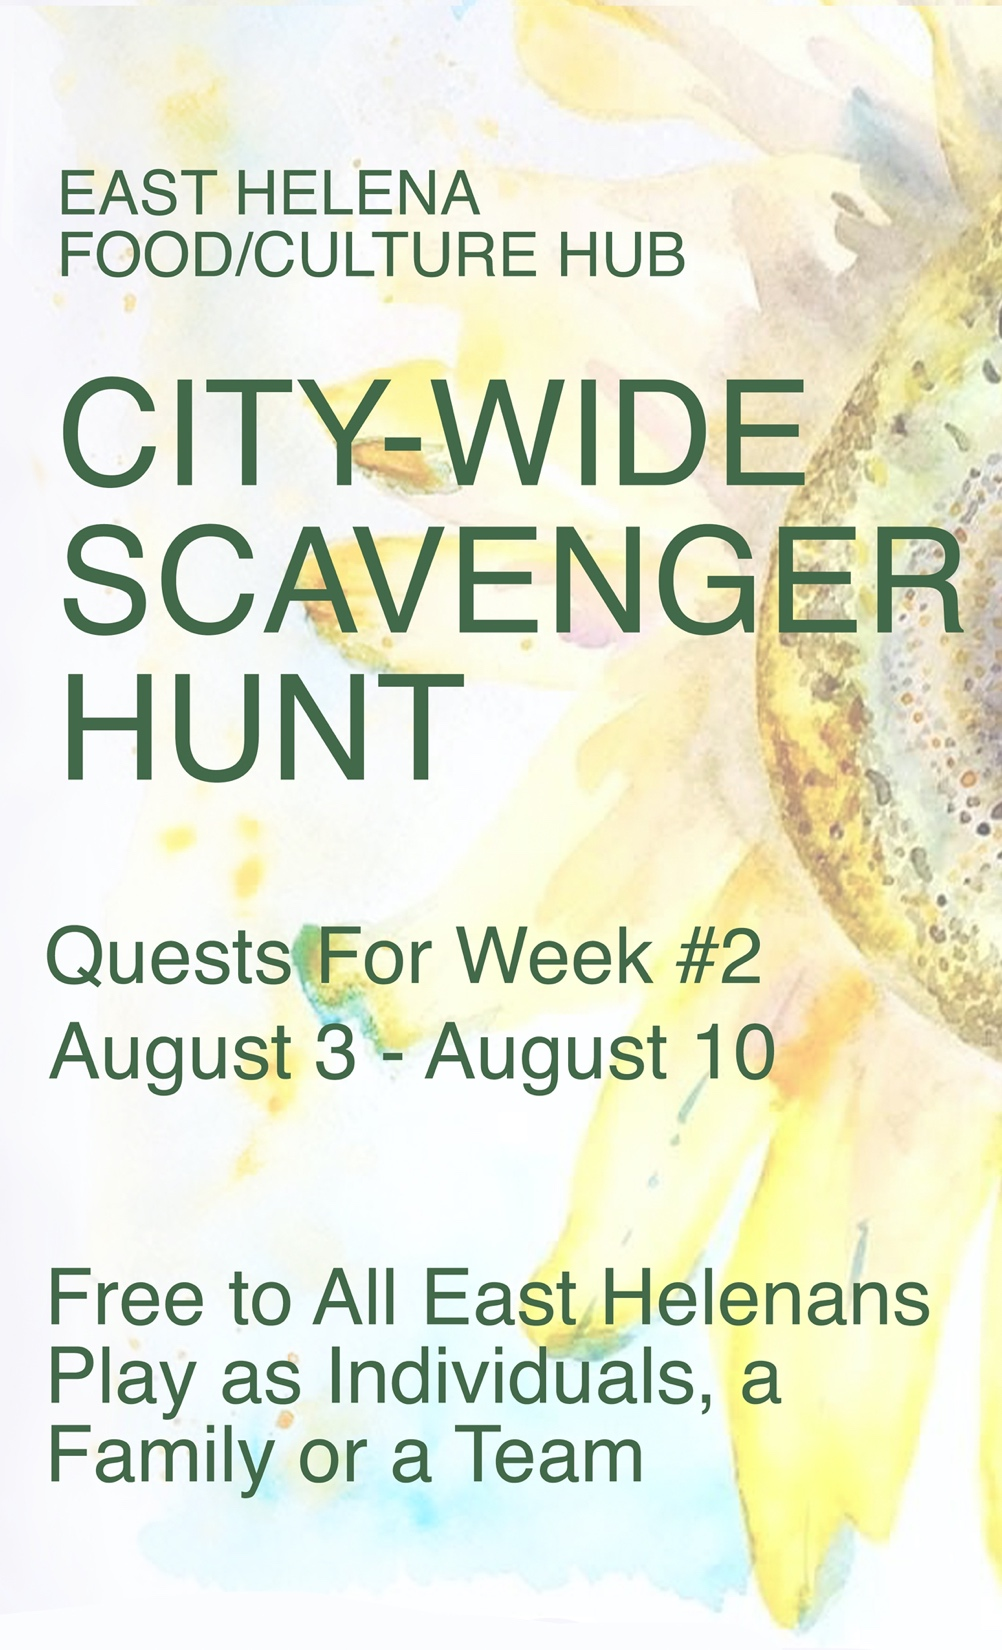 EAST HELENA
FOOD/CULTURE HUB
CITY-WIDE
SCAVENGER
HUNT
Quests For Week #2
August 3 - August 10
Free to All East Helenans
Play as Individuals, a
Family or a Team